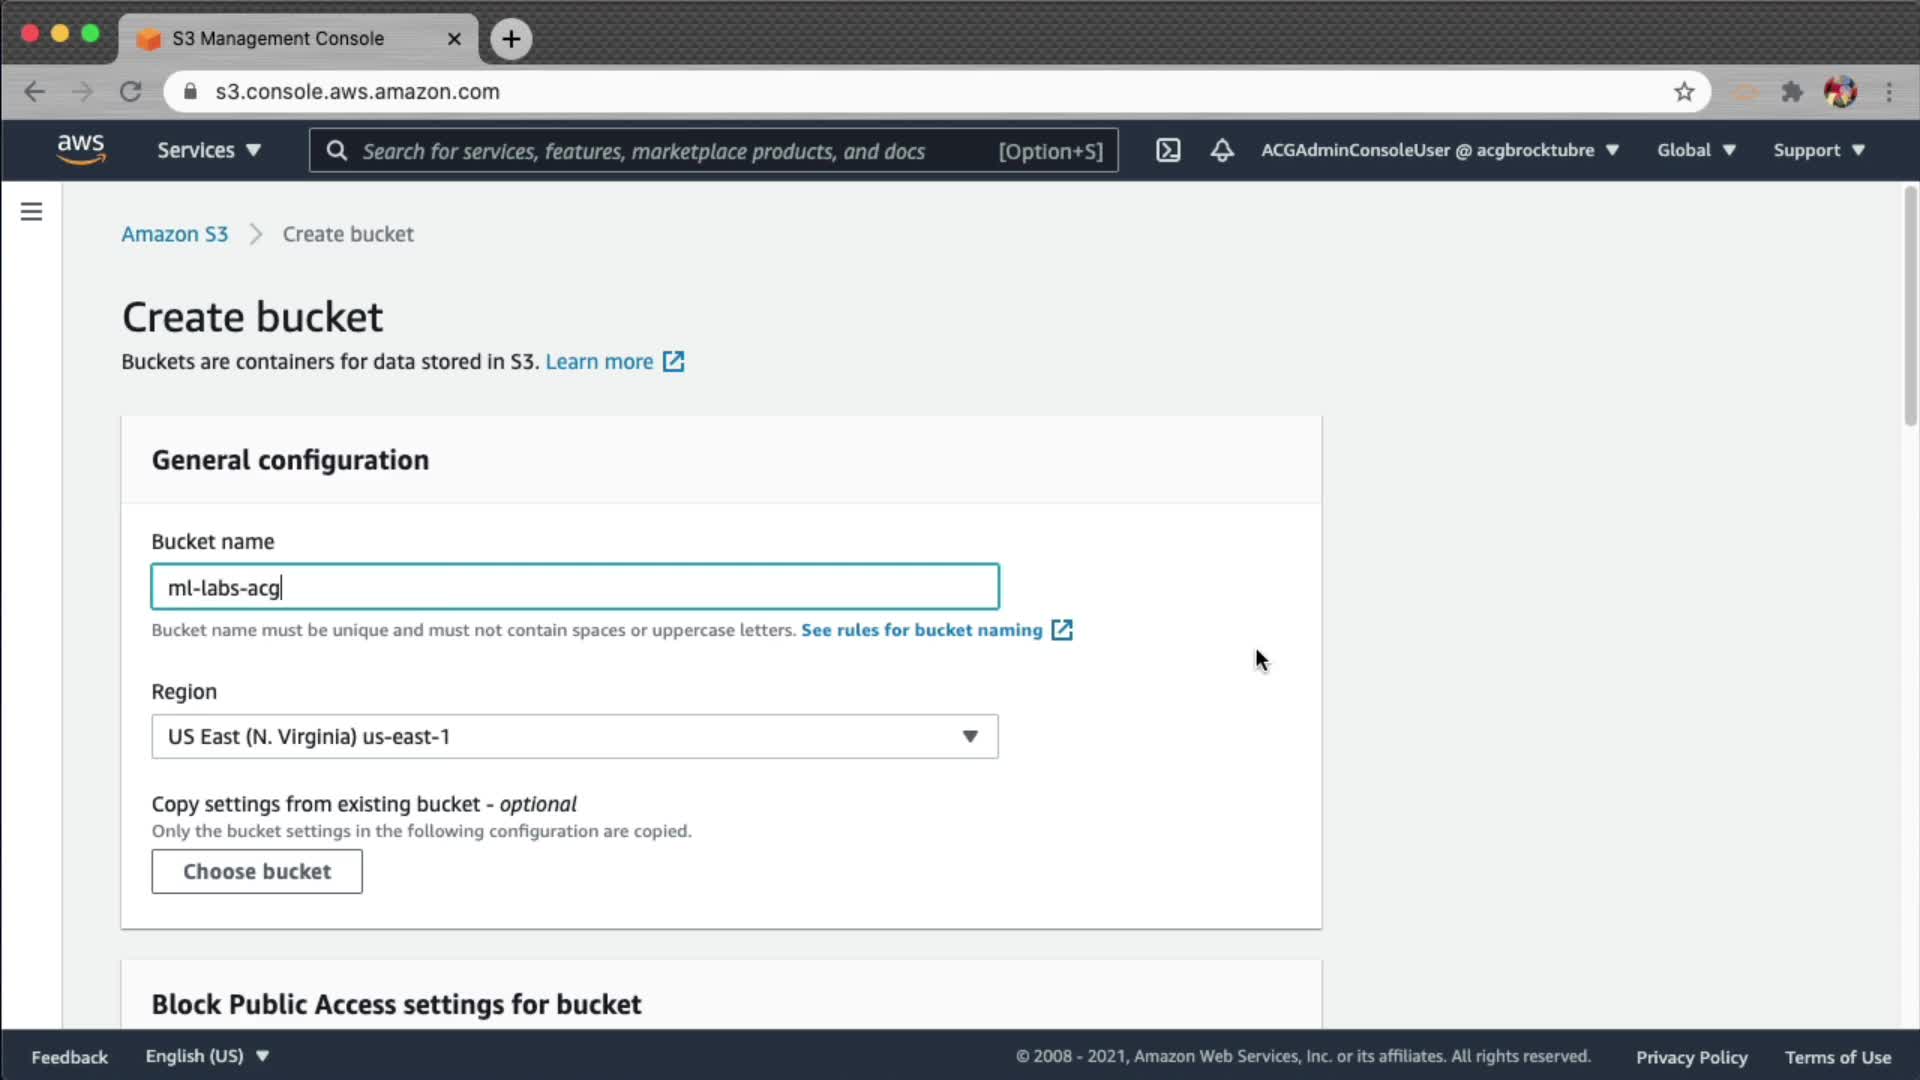 S3 Management Console
s3.console.aws.amazon.com
aws Services Search for services, features, marketplace products, and docs [Option+S] ACGAdminConsoleUser @ acgbrocktubre Global Support
Amazon S3 Create bucket
Create bucket
Buckets are containers for data stored in S3. Learn more
General configuration
Bucket name
ml-labs-acg
Bucket name must be unique and must not contain spaces or uppercase letters. See rules for bucket naming
Region
US East (N. Virginia) us-east-1
Copy settings from existing bucket - optional
Only the bucket settings in the following configuration are copied.
Choose bucket
Block Public Access settings for bucket
Feedback English (US) © 2008 - 2021, Amazon Web Services, Inc. or its affiliates. All rights reserved. Privacy Policy Terms of Use